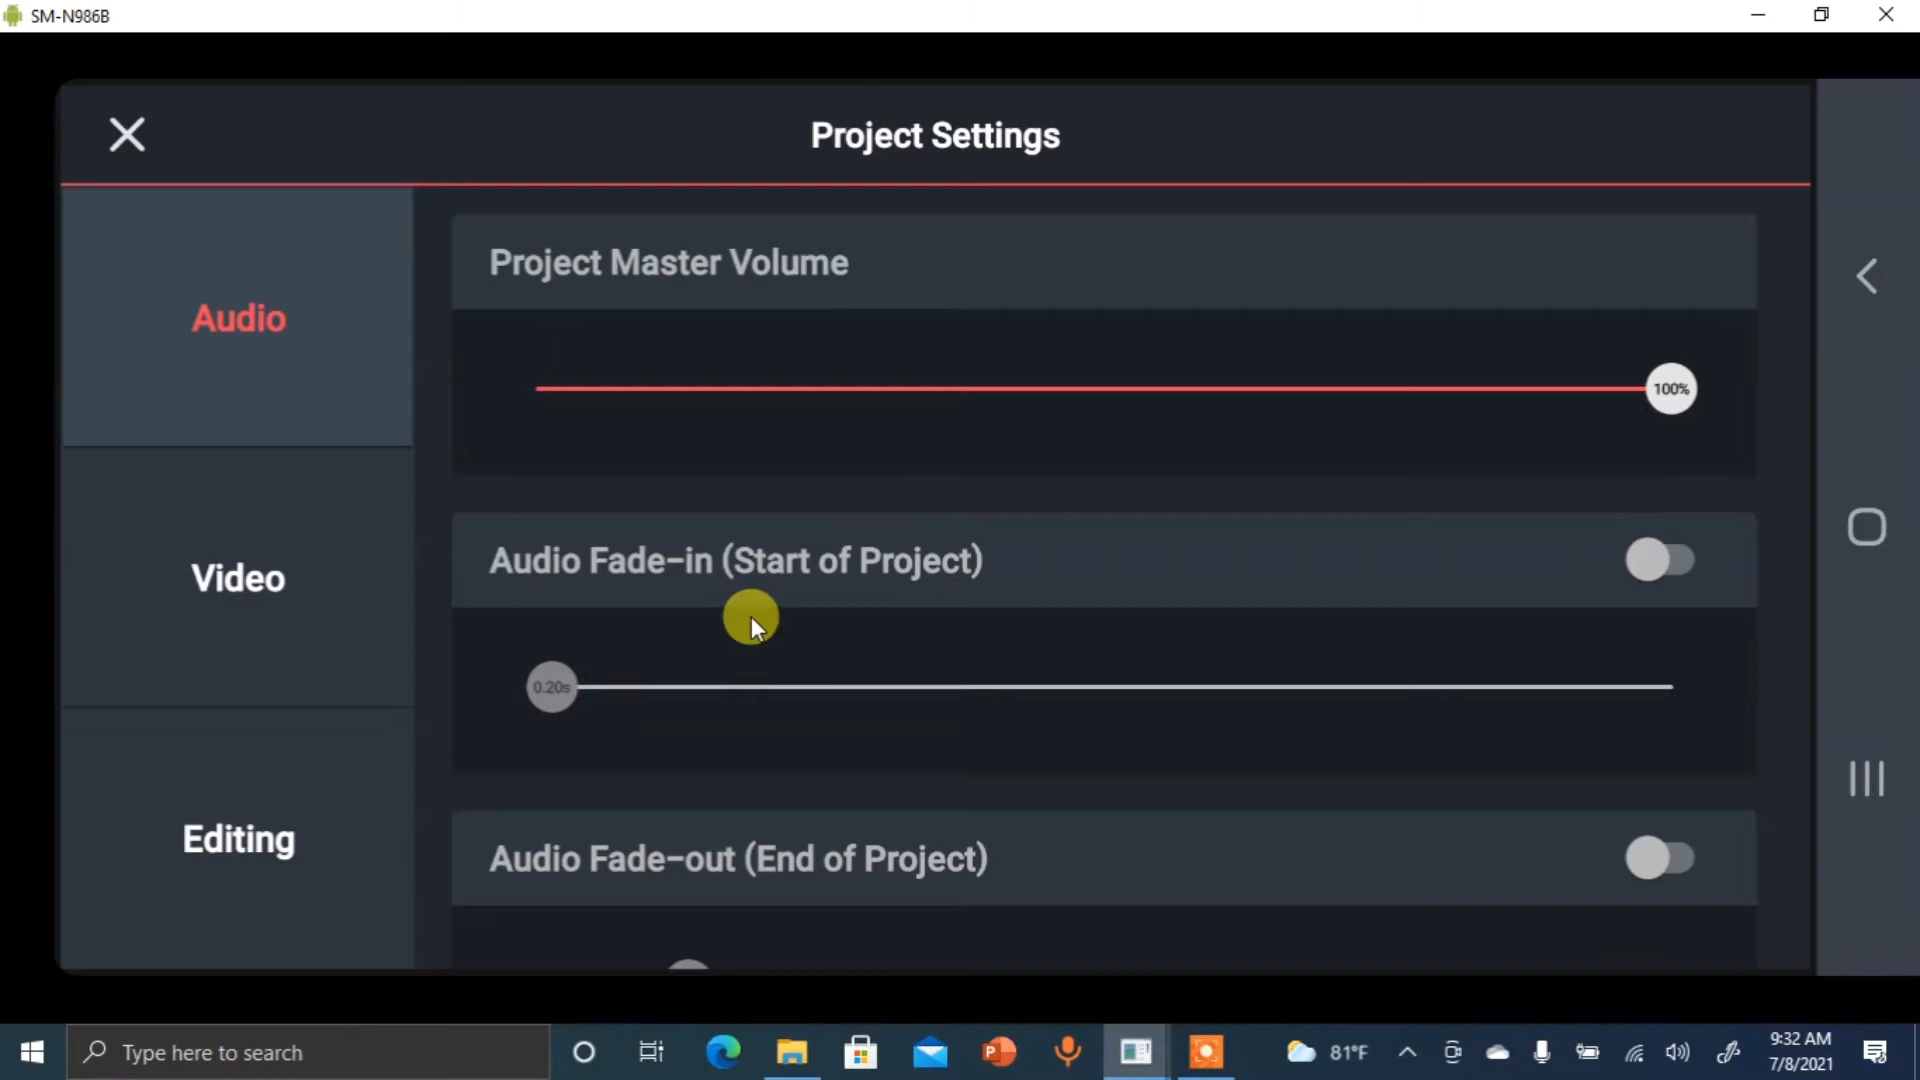 SM-N986B
Project Settings
Audio
Video
Editing
Project Master Volume
100%
Audio Fade-in (Start of Project)
0.20s
Audio Fade-out (End of Project)
Type here to search
81°F
9:32 AM
7/8/2021